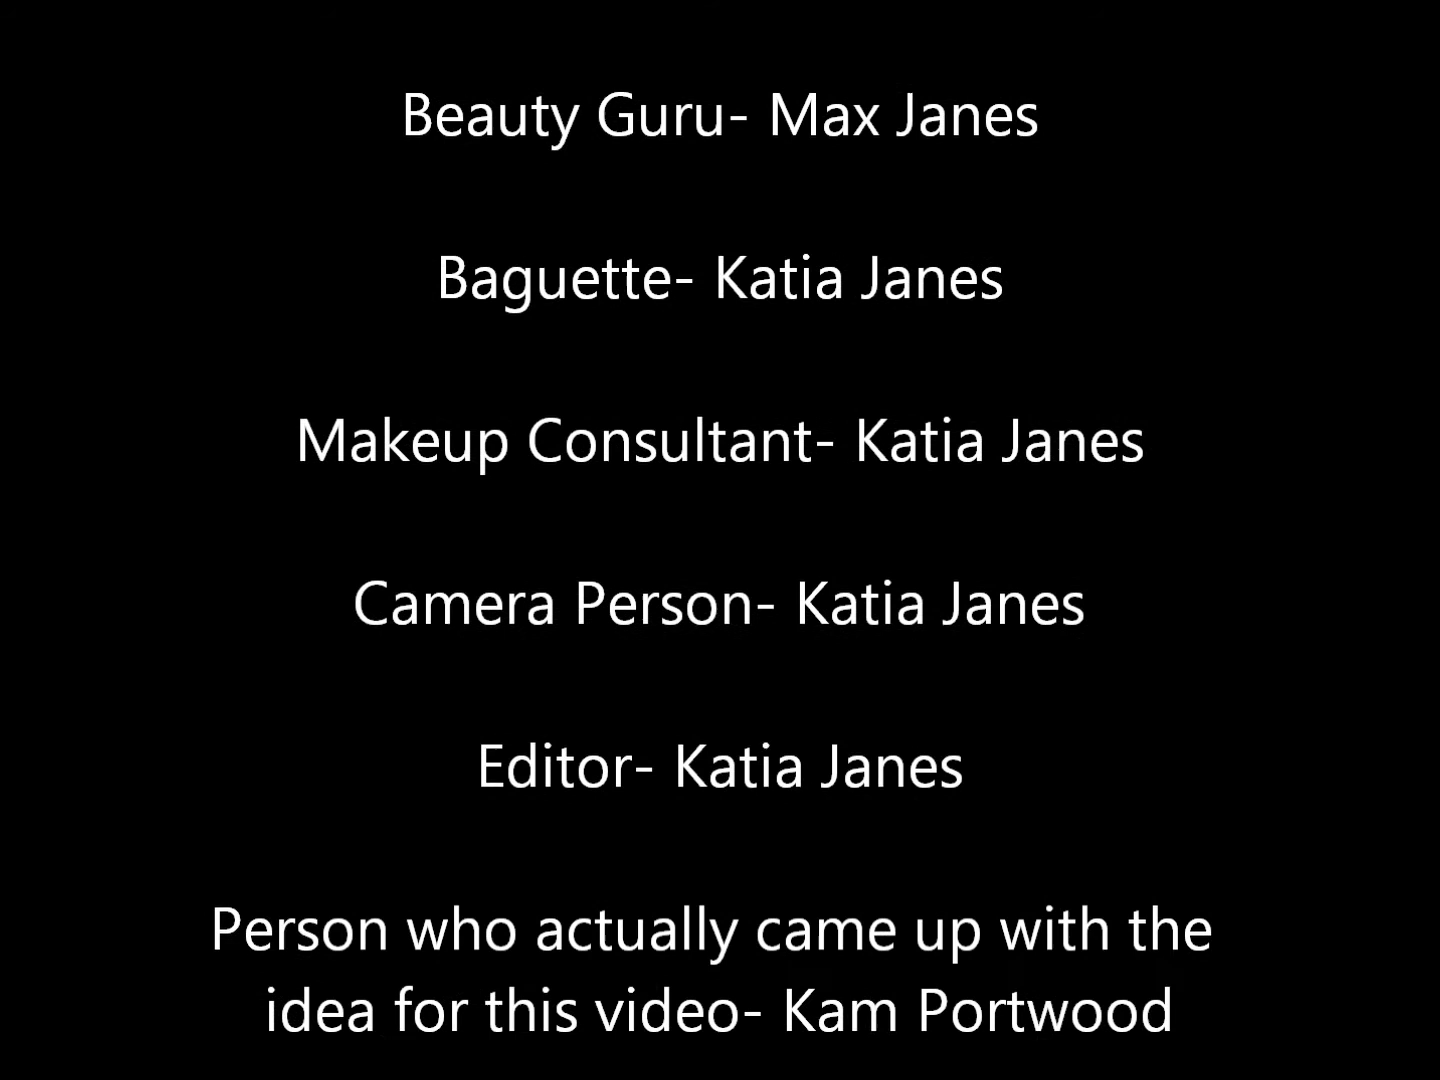 Beauty Guru- Max Janes
Baguette- Katia Janes
Makeup Consultant- Katia Janes
Camera Person- Katia Janes
Editor- Katia Janes
Person who actually came up with the
idea for this video- Kam Portwood